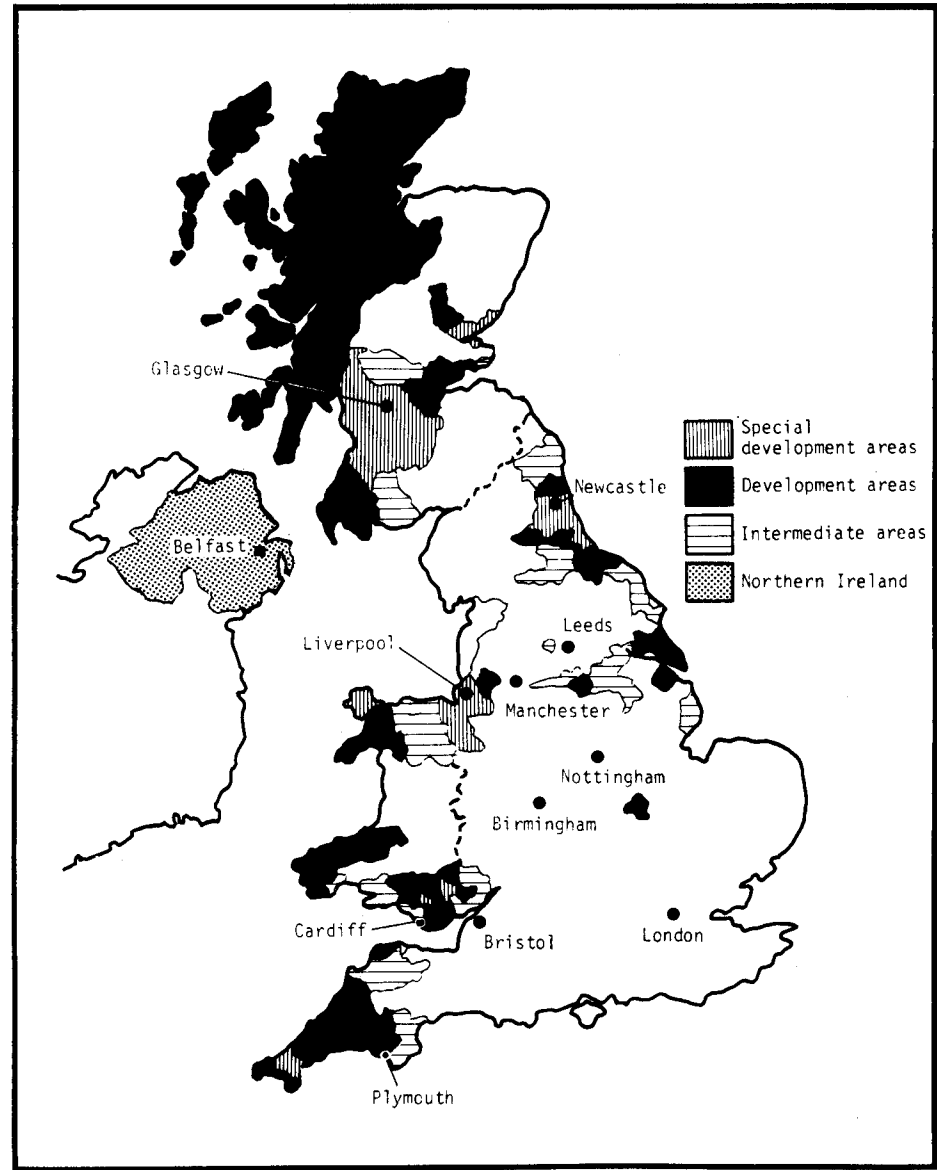 Glasgow
Special
development areas
Newcastle
Development areas
Intermediate areas
Belfast
Northern Ireland
Leeds
Liverpool
Manchester
Nottingham
Birmingham
Cardiff
Bristol
London
Plymouth